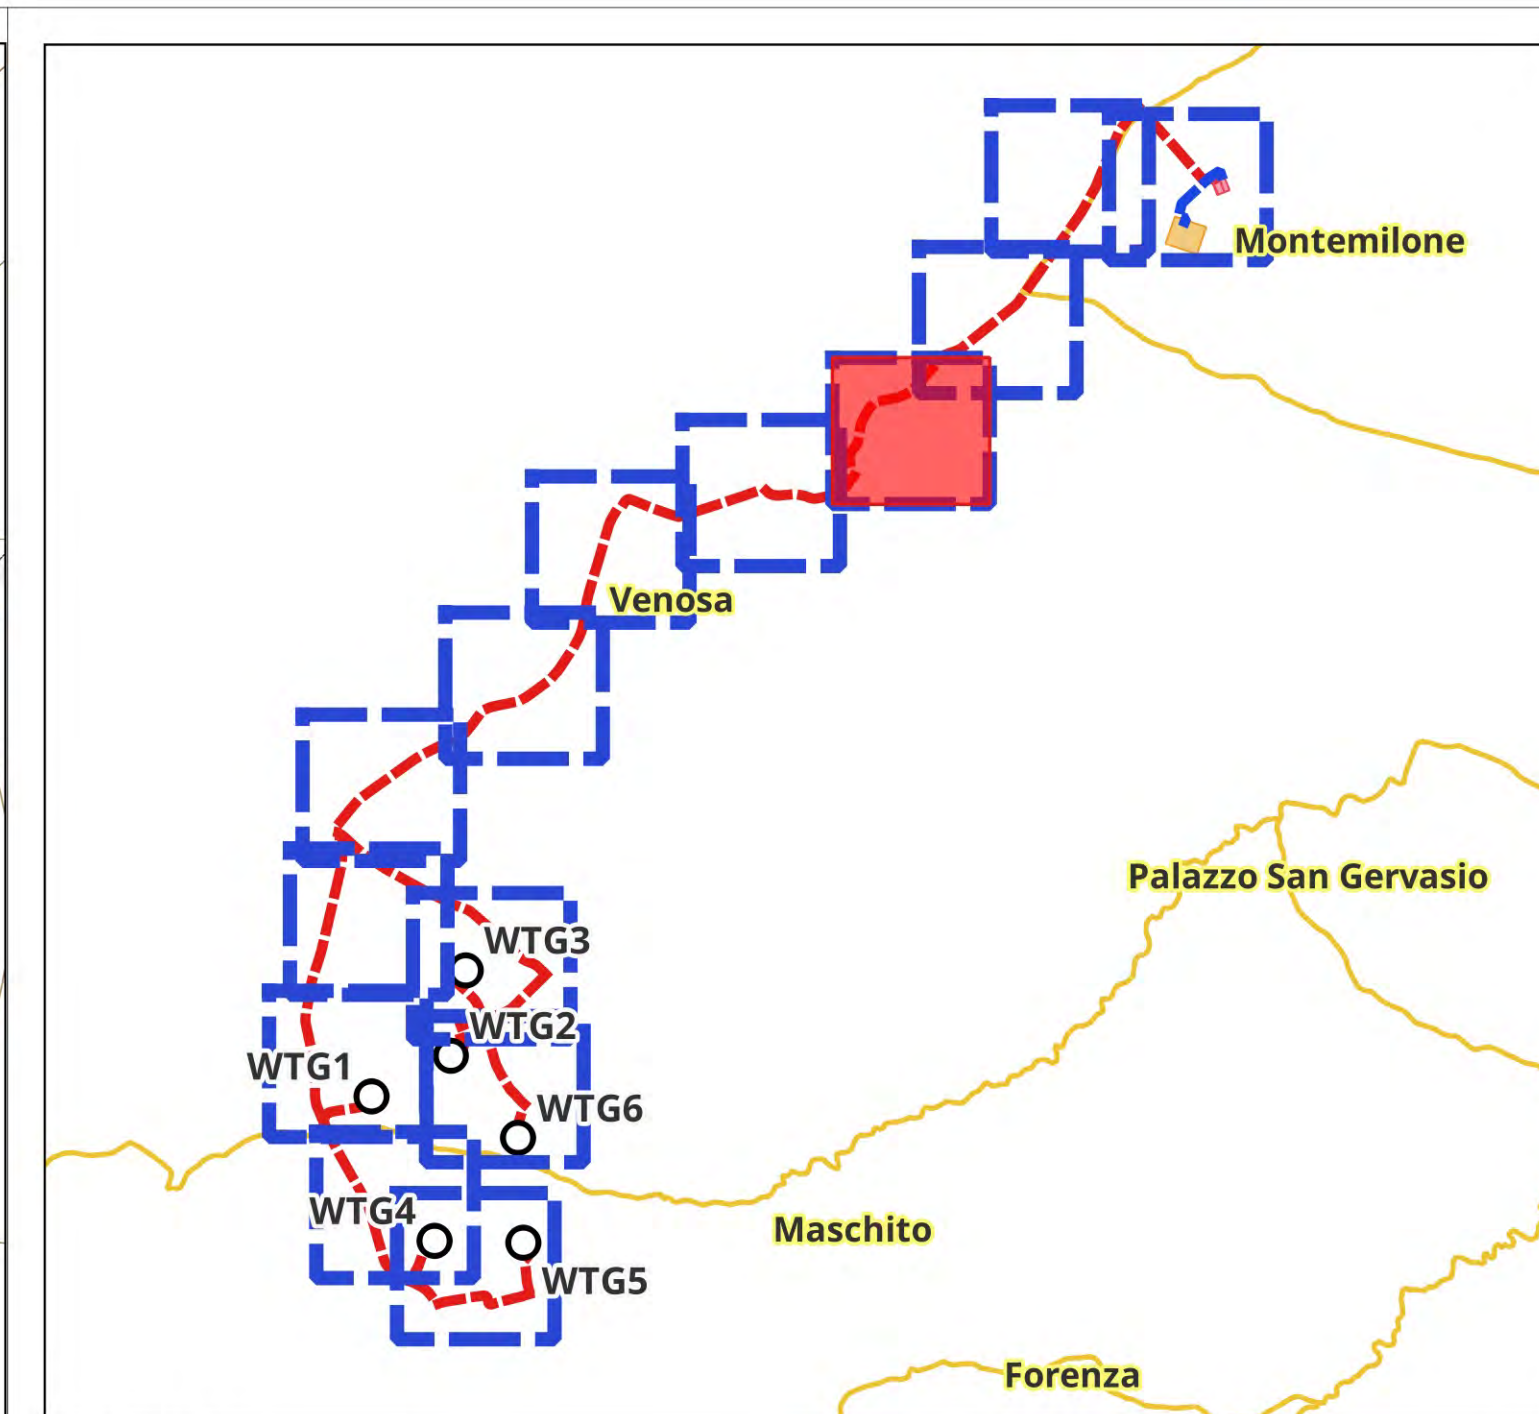 Montemilone
Venosa
Palazzo San Gervasio
WTG3
WTG2
WTG1
WTG6
WTG4
Maschito
WTG5
Forenza